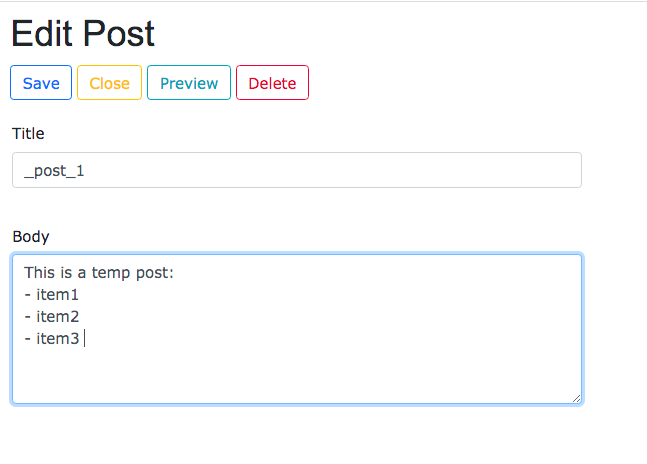 Edit Post
Save Close Preview Delete
Title
_post_1
Body
This is a temp post:
- item1
- item2
- item3